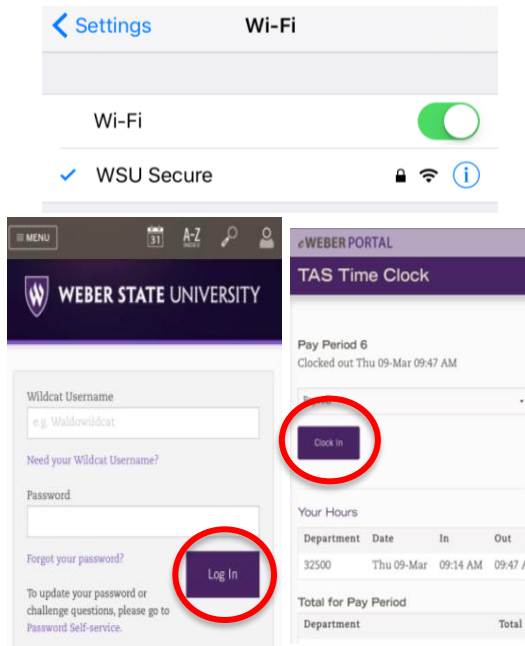 Settings
Wi-Fi
Wi-Fi
WSU Secure
MENU
31
A-Z
INDEX
WEBER STATE UNIVERSITY
Wildcat Username
e.g. Waldowildcat
Need your Wildcat Username?
Password
Forgot your password?
Log In
To update your password or
challenge questions, please go to
Password Self-service.
eWEBER PORTAL
TAS Time Clock
Pay Period 6
Clocked out Thu 09-Mar 09:47 AM
Clock In
Your Hours
Department Date In Out
32500 Thu 09-Mar 09:14 AM 09:47 A
Total for Pay Period
Department Total